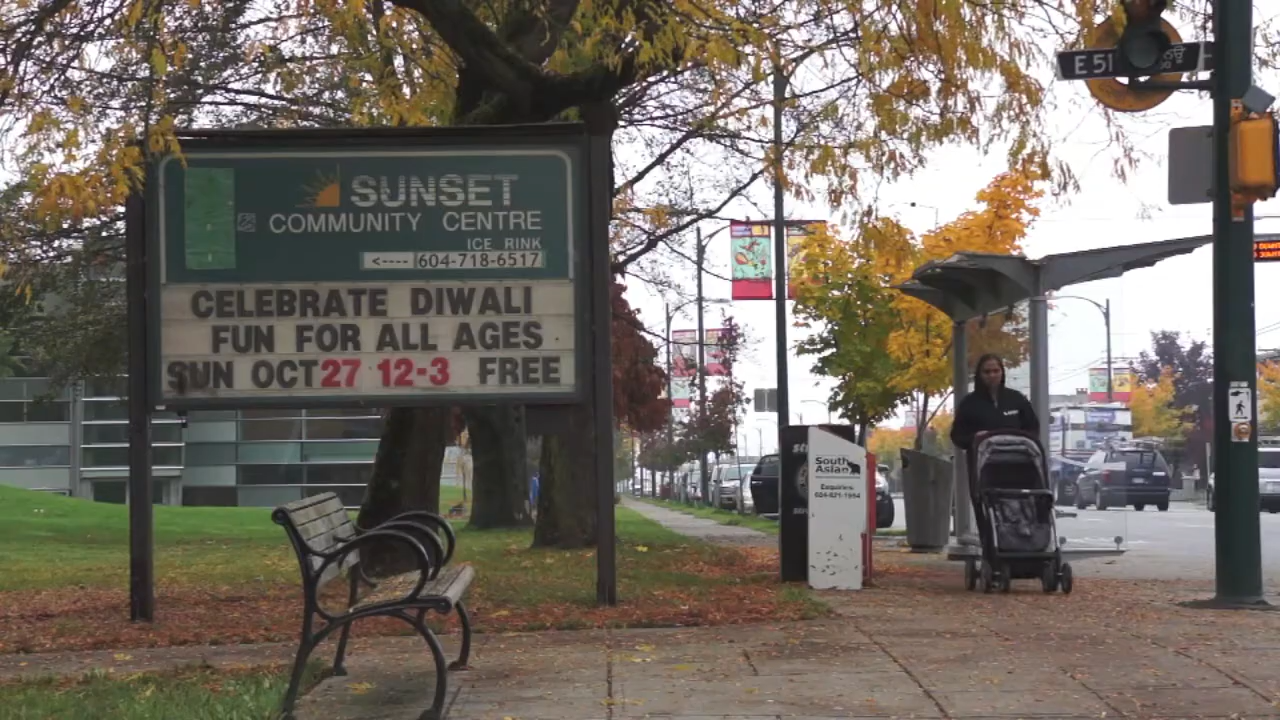 SUNSET
COMMUNITY CENTRE
ICE RINK
<----604-718-6517
CELEBRATE DIWALI
FUN FOR ALL AGES
SUN OCT 27 12-3 FREE
E 51
South
Asian
Enquiries